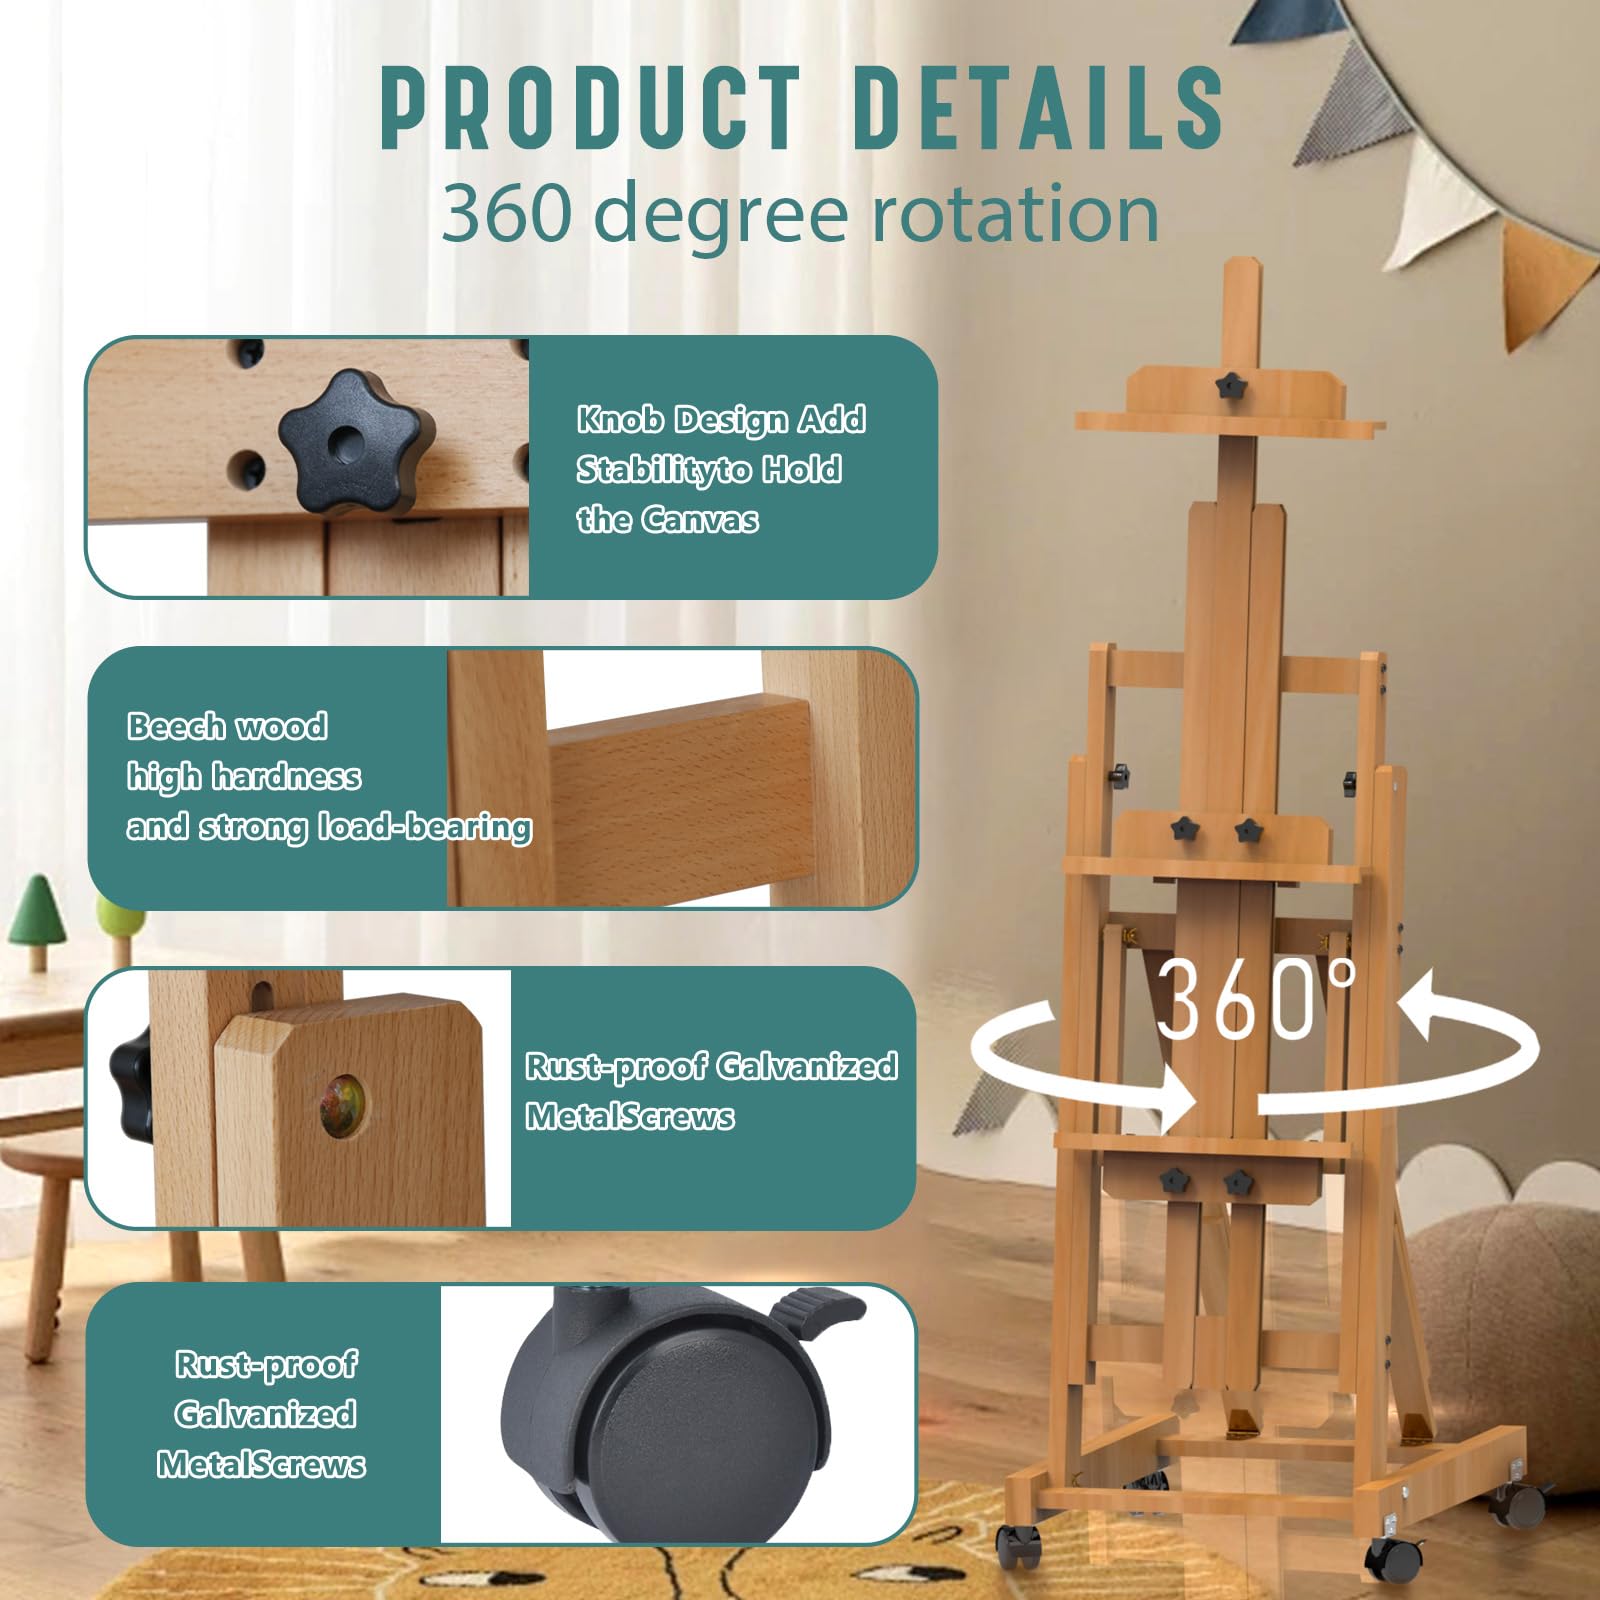 PRODUCT DETAILS
360 degree rotation
Knob Design Add
Stabilityto Hold
the Canvas
Beech wood
high hardness
and strong load-bearing
Rust-proof Galvanized
MetalScrews
Rust-proof
Galvanized
MetalScrews
360°